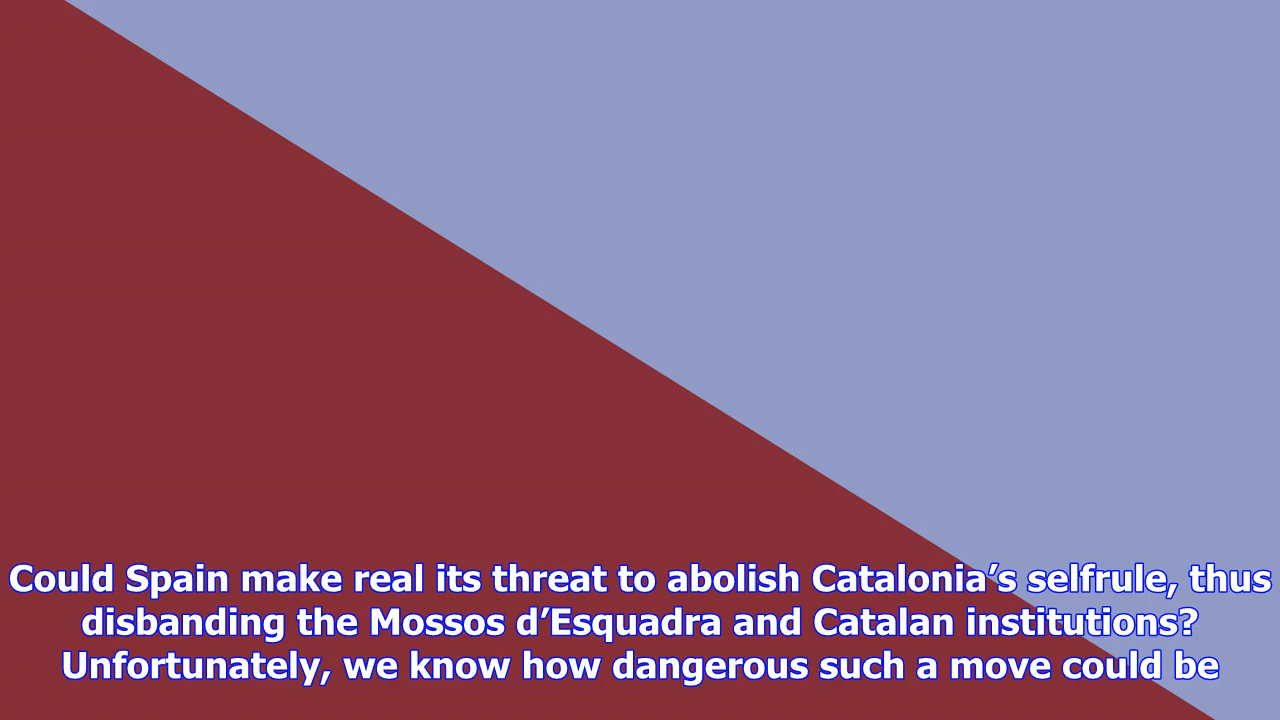 Could Spain make real its threat to abolish Catalonia’s selfrule, thus
disbanding the Mossos d’Esquadra and Catalan institutions?
Unfortunately, we know how dangerous such a move could be